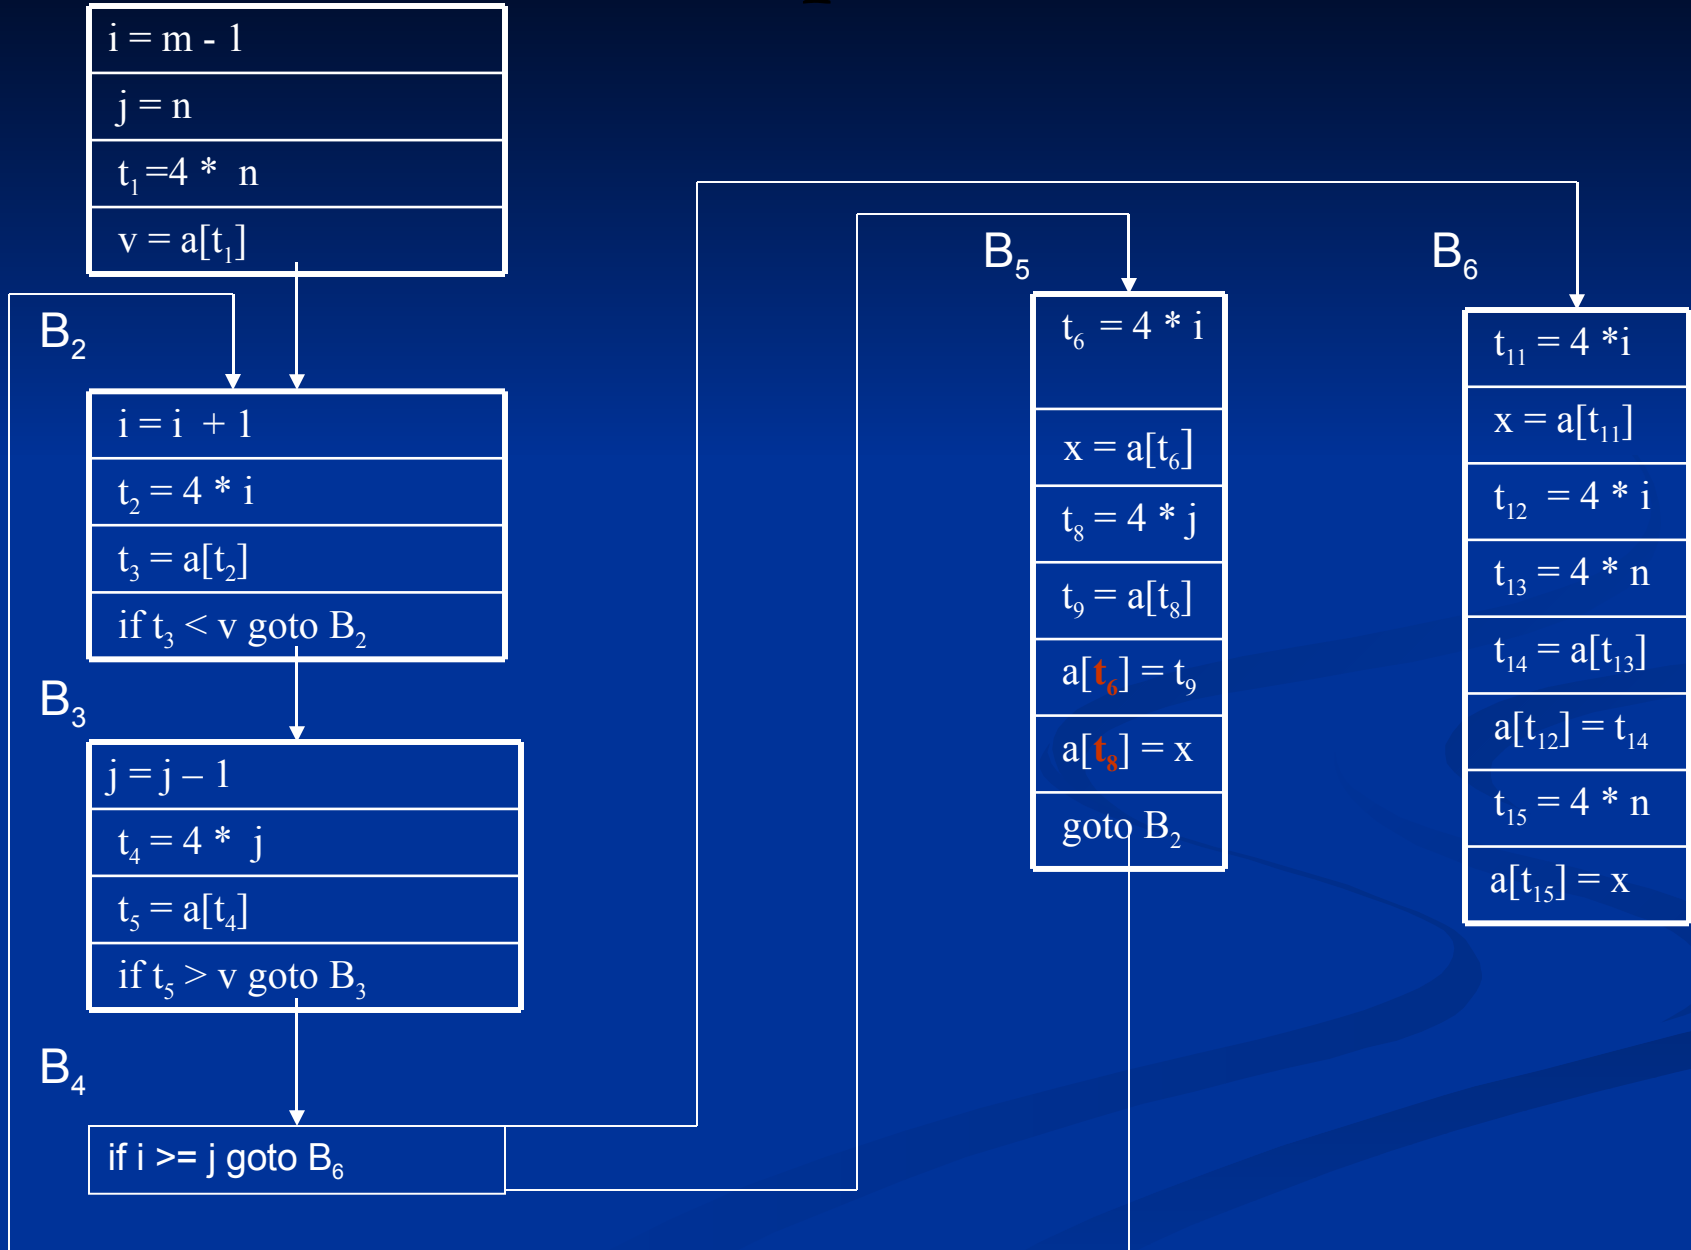 i = m - 1
j = n
t₁ =4 * n
v = a[t₁]
B₂
i = i + 1
t₂ = 4 * i
t₃ = a[t₂]
if t₃ < v goto B₂
B₃
j = j – 1
t₄ = 4 * j
t₅ = a[t₄]
if t₅ > v goto B₃
B₄
if i >= j goto B₆
B₅
t₆ = 4 * i
x = a[t₆]
t₈ = 4 * j
t₉ = a[t₈]
a[t₆] = t₉
a[t₈] = x
goto B₂
B₆
t₁₁ = 4 *i
x = a[t₁₁]
t₁₂ = 4 * i
t₁₃ = 4 * n
t₁₄ = a[t₁₃]
a[t₁₂] = t₁₄
t₁₅ = 4 * n
a[t₁₅] = x